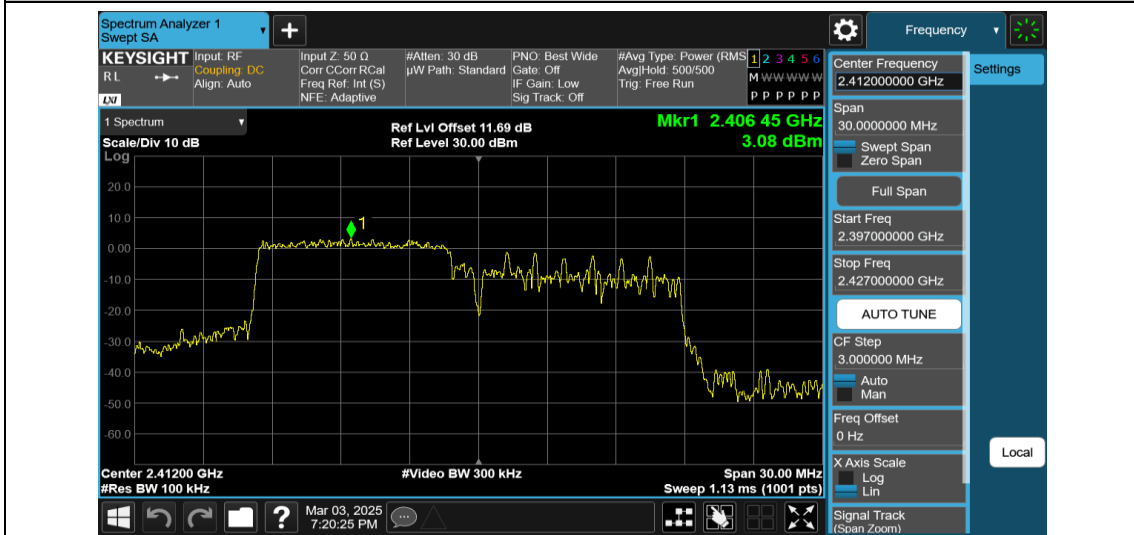 Spectrum Analyzer 1
Swept SA
Frequency
KEYSIGHT
R L
LXI
Input: RF
Coupling: DC
Align: Auto
Input Z: 50 Ω
Corr CCorr RCal
Freq Ref: Int (S)
NFE: Adaptive
#Atten: 30 dB
µW Path: Standard
PNO: Best Wide
Gate: Off
IF Gain: Low
Sig Track: Off
#Avg Type: Power (RMS
Avg|Hold: 500/500
Trig: Free Run
1 2 3 4 5 6
M W W W W W
P P P P P P
1 Spectrum
Scale/Div 10 dB
Log
Ref Lvl Offset 11.69 dB
Ref Level 30.00 dBm
Mkr1 2.406 45 GHz
3.08 dBm
20.0
10.0
0.00
-10.0
-20.0
-30.0
-40.0
-50.0
-60.0
1
Center 2.41200 GHz
#Res BW 100 kHz
#Video BW 300 kHz
Span 30.00 MHz
Sweep 1.13 ms (1001 pts)
Center Frequency
2.412000000 GHz
Span
30.0000000 MHz
Swept Span
Zero Span
Full Span
Start Freq
2.397000000 GHz
Stop Freq
2.427000000 GHz
AUTO TUNE
CF Step
3.000000 MHz
Auto
Man
Freq Offset
0 Hz
X Axis Scale
Log
Lin
Signal Track
(Span Zoom)
Settings
Local
?
Mar 03, 2025
7:20:25 PM